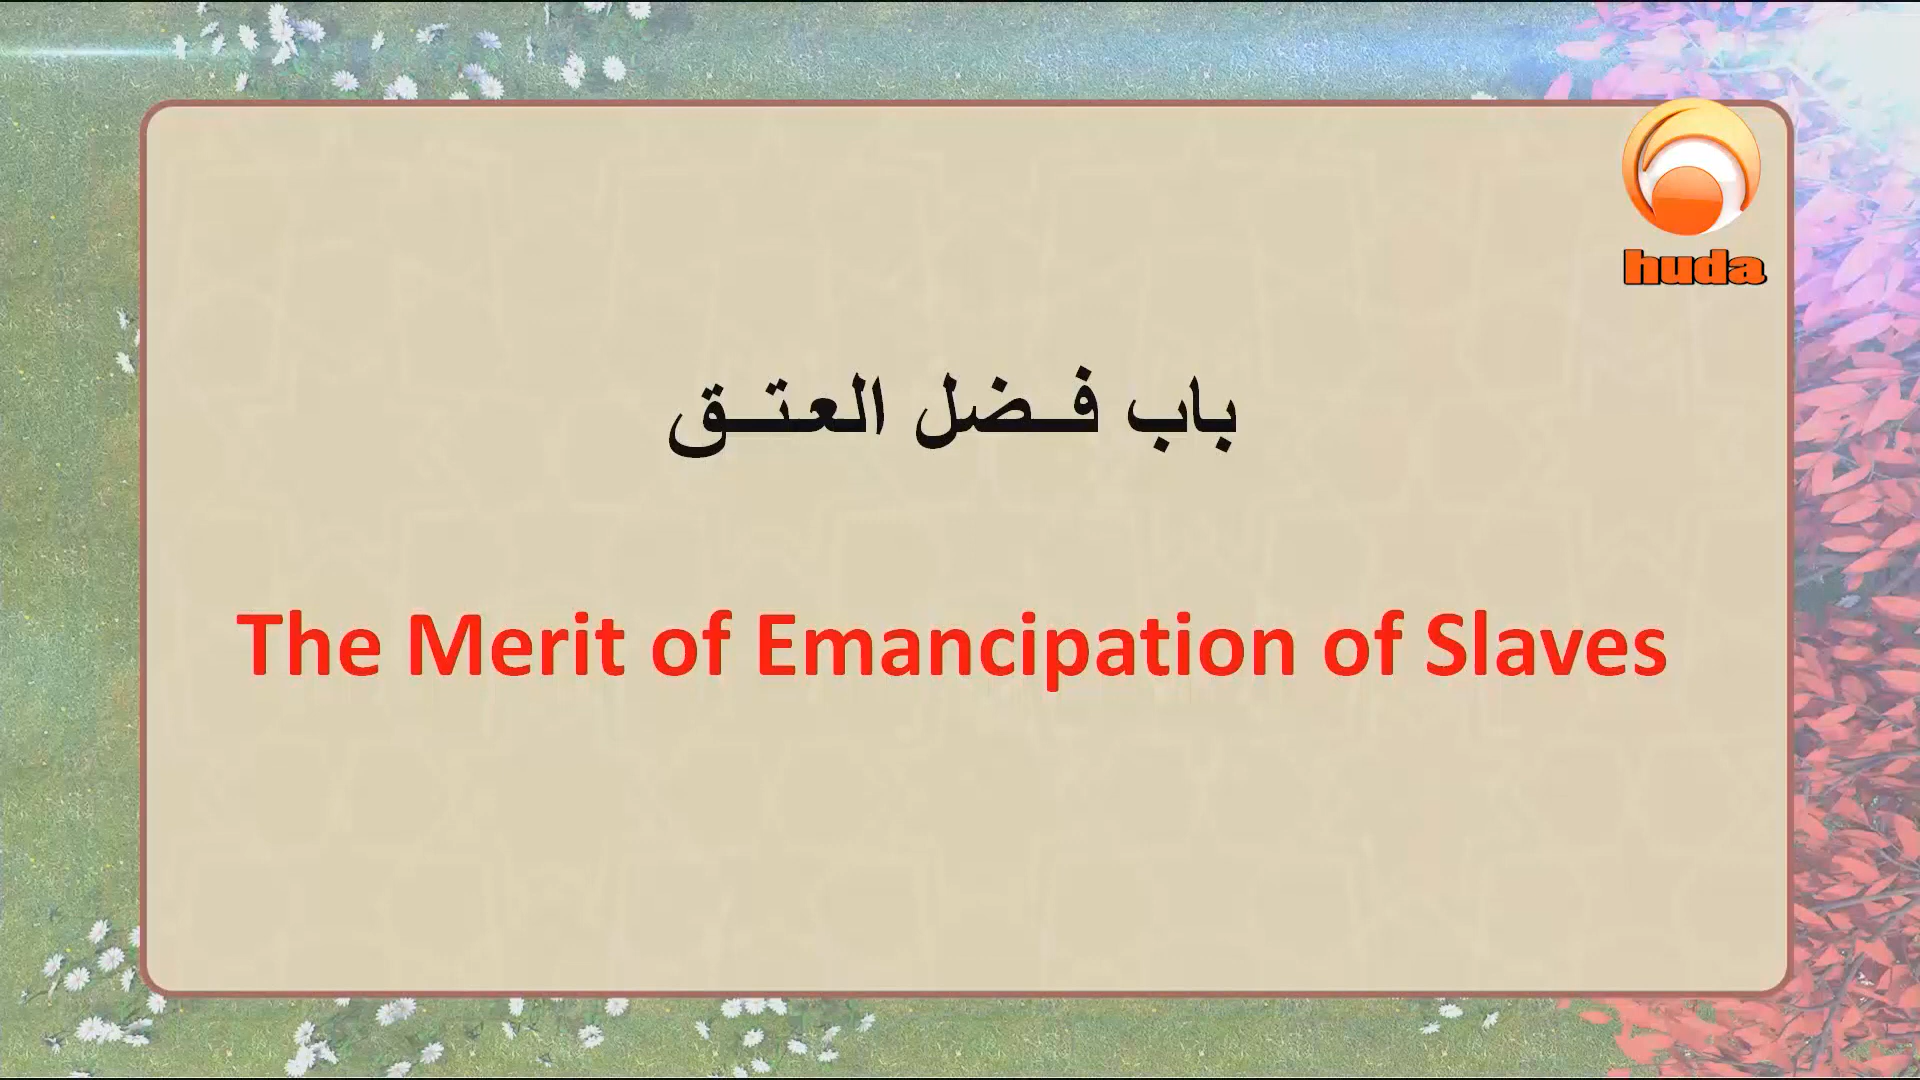 huda
باب فضل العتق
The Merit of Emancipation of Slaves